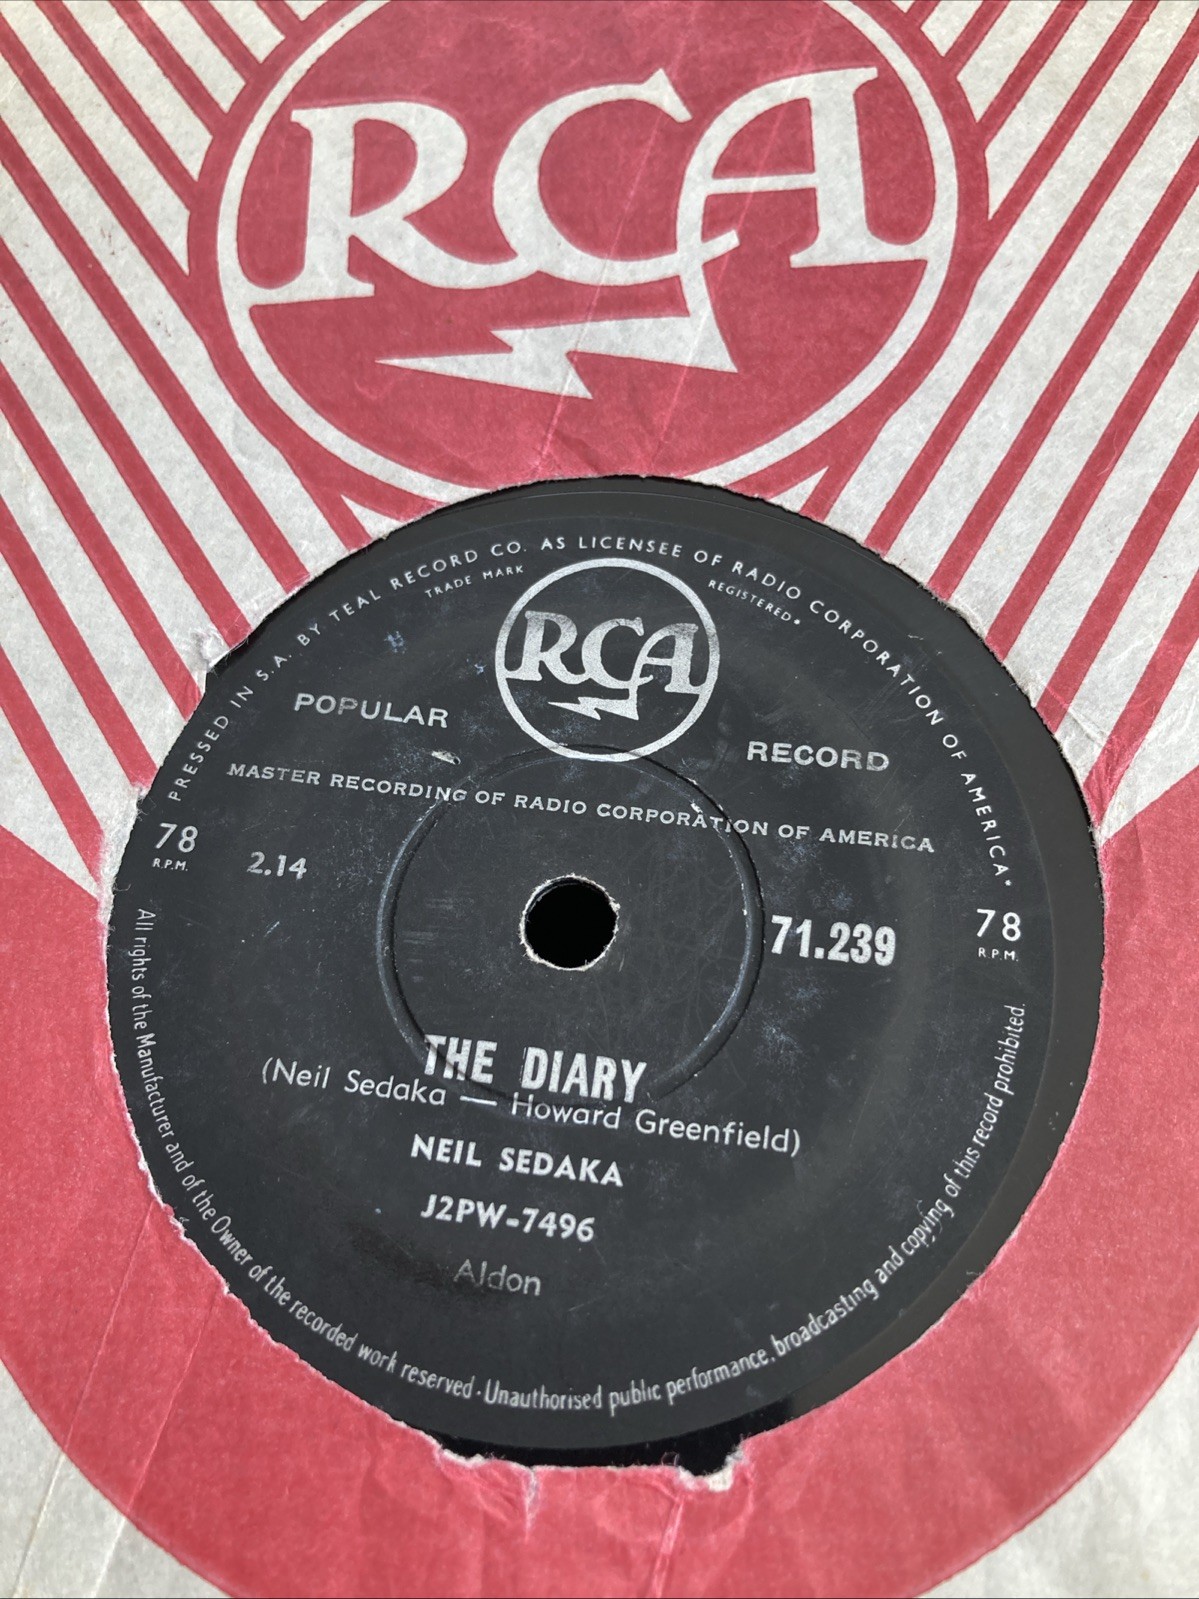 RCA
PRESSED IN S.A. BY TEAL RECORD CO. AS LICENSEE OF RADIO CORPORATION OF AMERICA.
TRADE MARK
REGISTERED.
RCA
POPULAR
RECORD
MASTER RECORDING OF RADIO CORPORATION OF AMERICA
78
R.P.M.
2.14
71.239
78
R.P.M.
THE DIARY
(Neil Sedaka — Howard Greenfield)
NEIL SEDAKA
J2PW-7496
Aldon
All rights of the Manufacturer and of the Owner of the recorded work reserved · Unauthorised public performance, broadcasting and copying of this record prohibited.